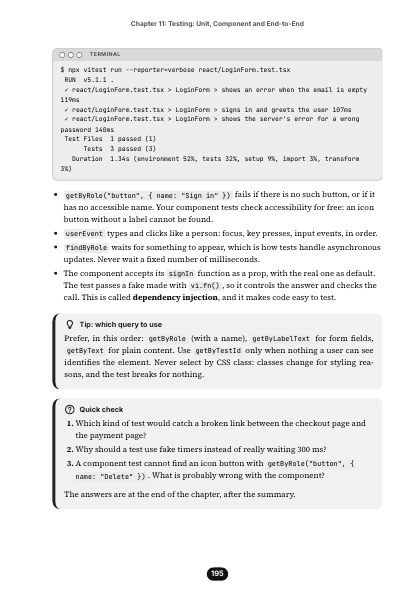 Chapter 11: Testing: Unit, Component and End-to-End
TERMINAL
$ npx vitest run --reporter=verbose react/LoginForm.test.tsx
RUN v5.1.1 .
✓ react/LoginForm.test.tsx > LoginForm > shows an error when the email is empty
119ms
✓ react/LoginForm.test.tsx > LoginForm > signs in and greets the user 107ms
✓ react/LoginForm.test.tsx > LoginForm > shows the server's error for a wrong
password 140ms
Test Files 1 passed (1)
Tests 3 passed (3)
Duration 1.34s (environment 52%, tests 32%, setup 9%, import 3%, transform
3%)
• getByRole("button", { name: "Sign in" }) fails if there is no such button, or if it
has no accessible name. Your component tests check accessibility for free: an icon
button without a label cannot be found.
• userEvent types and clicks like a person: focus, key presses, input events, in order.
• findByRole waits for something to appear, which is how tests handle asynchronous
updates. Never wait a fixed number of milliseconds.
• The component accepts its signIn function as a prop, with the real one as default.
The test passes a fake made with vi.fn(), so it controls the answer and checks the
call. This is called dependency injection, and it makes code easy to test.
Tip: which query to use
Prefer, in this order: getByRole (with a name), getByLabelText for form fields,
getByText for plain content. Use getByTestId only when nothing a user can see
identifies the element. Never select by CSS class: classes change for styling rea-
sons, and the test breaks for nothing.
Quick check
1. Which kind of test would catch a broken link between the checkout page and
the payment page?
2. Why should a test use fake timers instead of really waiting 300 ms?
3. A component test cannot find an icon button with getByRole("button", {
name: "Delete" }). What is probably wrong with the component?
The answers are at the end of the chapter, after the summary.
195